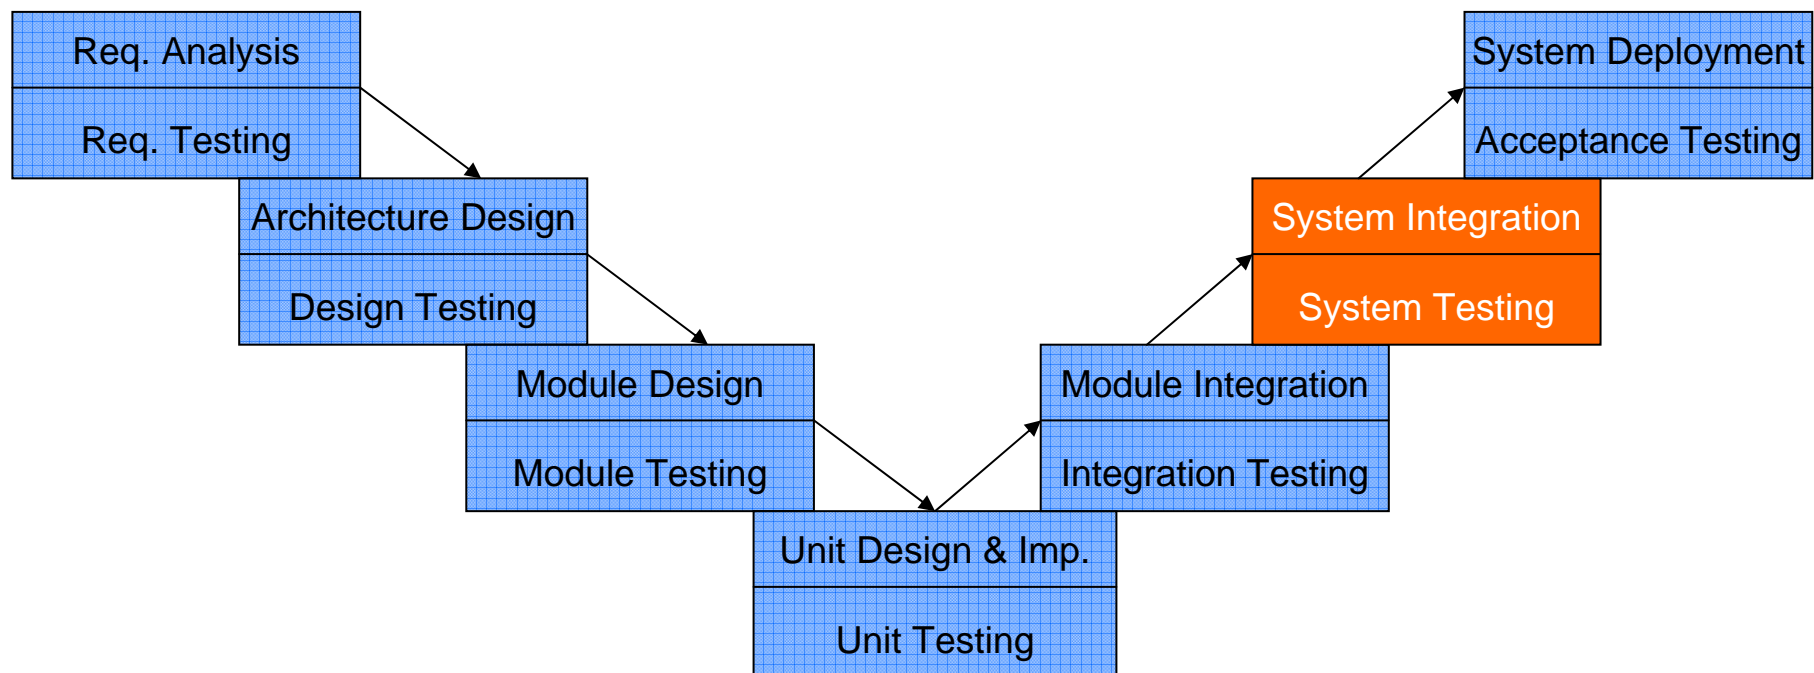 Req. Analysis
Req. Testing
Architecture Design
Design Testing
Module Design
Module Testing
Unit Design & Imp.
Unit Testing
Module Integration
Integration Testing
System Integration
System Testing
System Deployment
Acceptance Testing